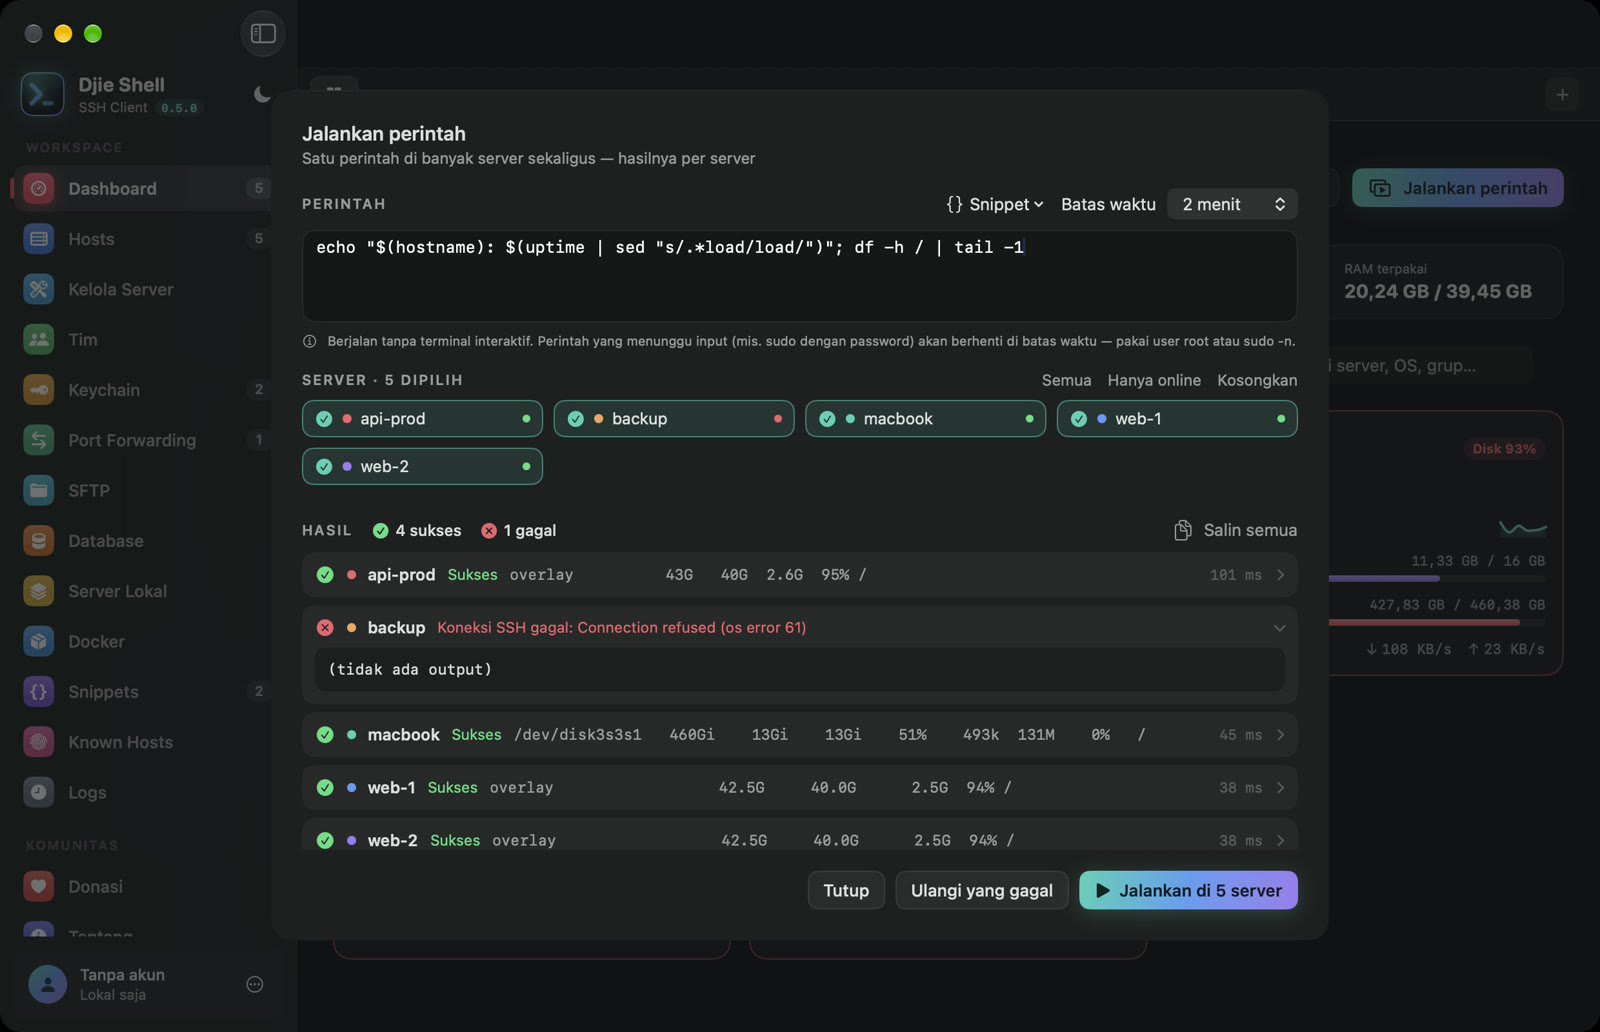 Djie Shell
SSH Client 0.5.0
WORKSPACE
Dashboard 5
Hosts 5
Kelola Server
Tim
Keychain 2
Port Forwarding 1
SFTP
Database
Server Lokal
Docker
Snippets 2
Known Hosts
Logs
KOMUNITAS
Donasi
Tentang
Tanpa akun
Lokal saja
Jalankan perintah
Satu perintah di banyak server sekaligus — hasilnya per server
PERINTAH
{} Snippet
Batas waktu
2 menit
echo "$(hostname): $(uptime | sed "s/.*load/load/")"; df -h / | tail -1
Berjalan tanpa terminal interaktif. Perintah yang menunggu input (mis. sudo dengan password) akan berhenti di batas waktu — pakai user root atau sudo -n.
SERVER · 5 DIPILIH
Semua
Hanya online
Kosongkan
api-prod
backup
macbook
web-1
web-2
HASIL
4 sukses
1 gagal
Salin semua
api-prod Sukses overlay 43G 40G 2.6G 95% / 101 ms
backup Koneksi SSH gagal: Connection refused (os error 61)
(tidak ada output)
macbook Sukses /dev/disk3s3s1 460Gi 13Gi 13Gi 51% 493k 131M 0% / 45 ms
web-1 Sukses overlay 42.5G 40.0G 2.5G 94% / 38 ms
web-2 Sukses overlay 42.5G 40.0G 2.5G 94% / 38 ms
Tutup
Ulangi yang gagal
Jalankan di 5 server
+
Jalankan perintah
RAM terpakai
20,24 GB / 39,45 GB
server, OS, grup...
Disk 93%
11,33 GB / 16 GB
427,83 GB / 460,38 GB
↓ 108 KB/s ↑ 23 KB/s